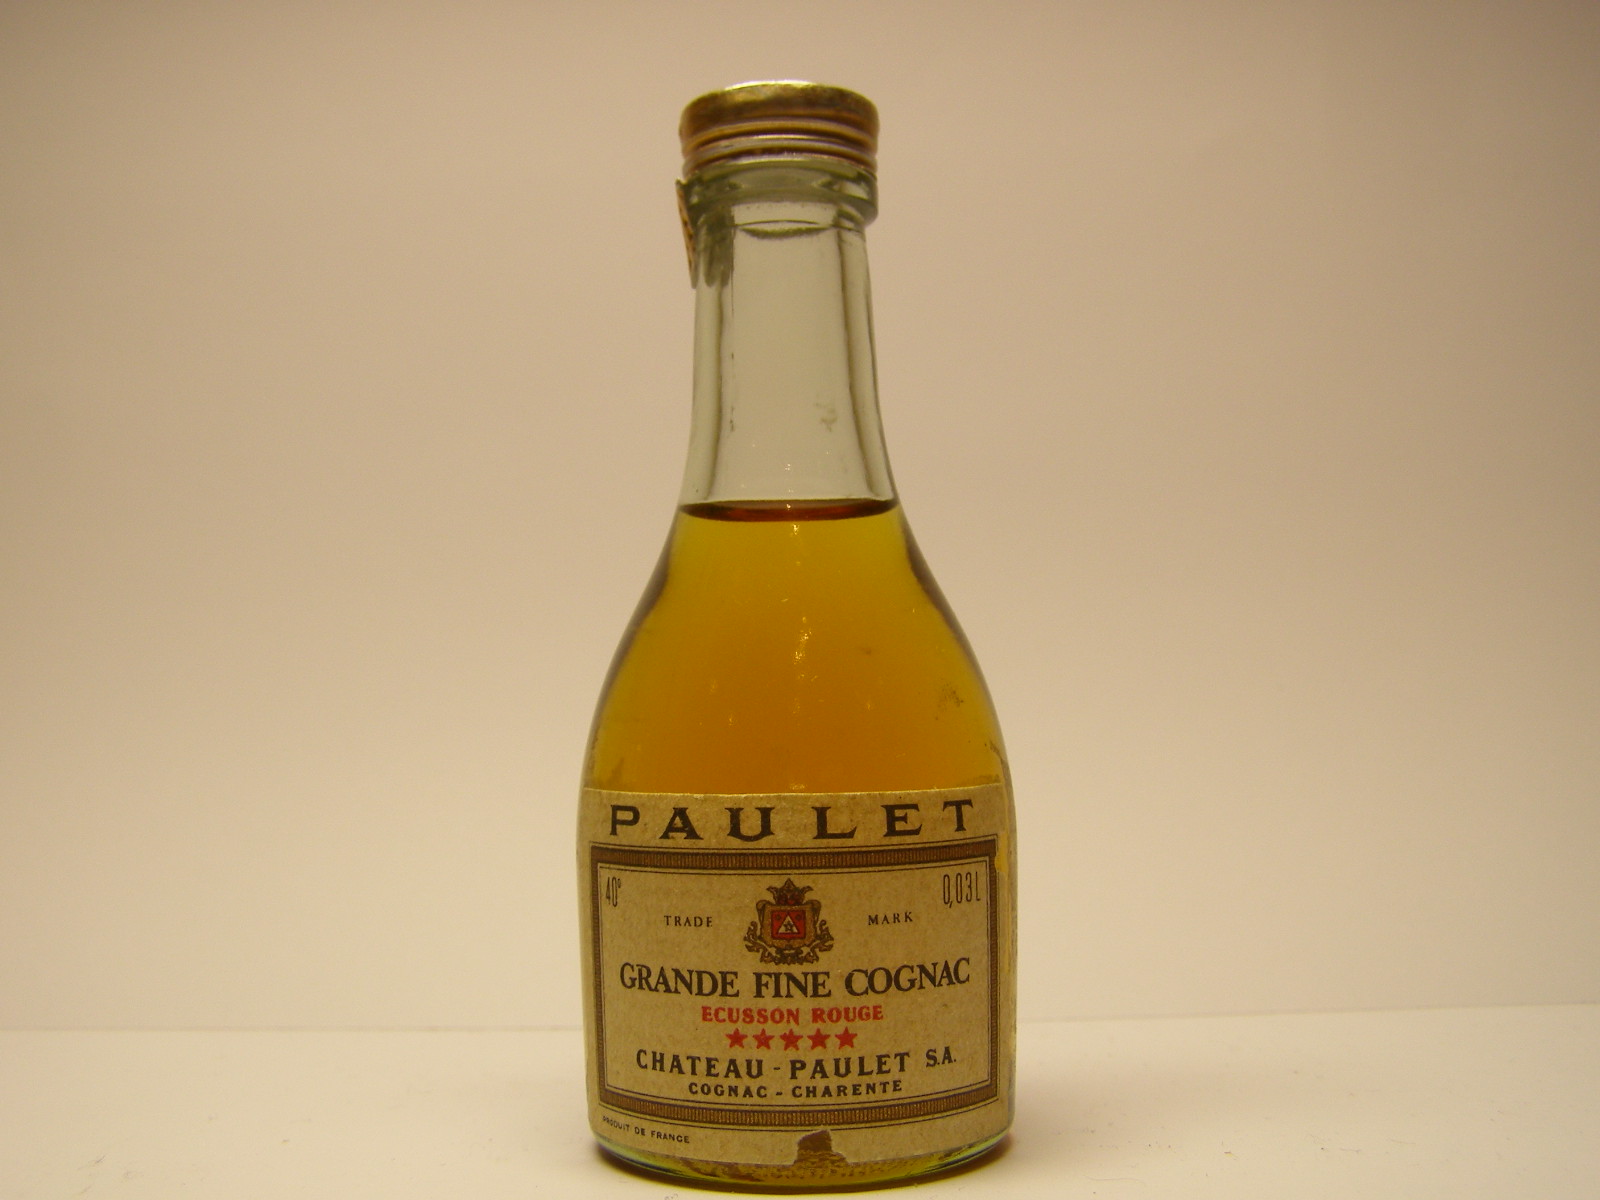 PAULET
40° 0,03L
TRADE MARK
GRANDE FINE COGNAC
ECUSSON ROUGE
★★★★★
CHATEAU - PAULET S.A.
COGNAC - CHARENTE
PRODUIT DE FRANCE